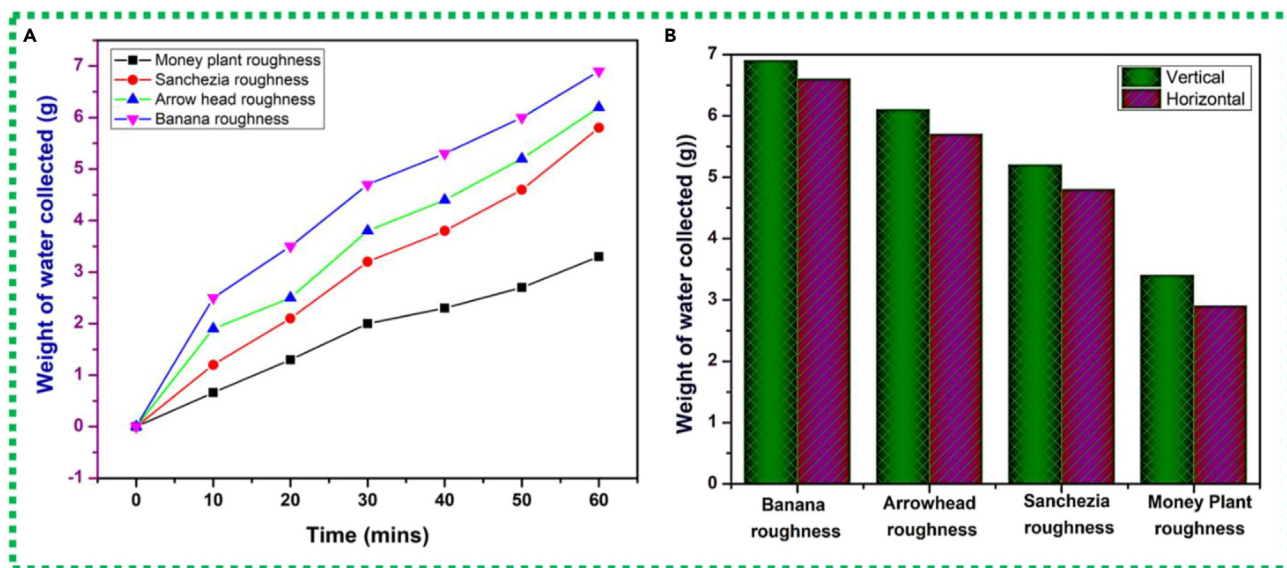 A
Money plant roughness
Sanchezia roughness
Arrow head roughness
Banana roughness
Weight of water collected (g)
7
6
5
4
3
2
1
0
-1
0 10 20 30 40 50 60
Time (mins)
B
Vertical
Horizontal
Weight of water collected (g))
7
6
5
4
3
2
1
0
Banana roughness
Arrowhead roughness
Sanchezia roughness
Money Plant roughness